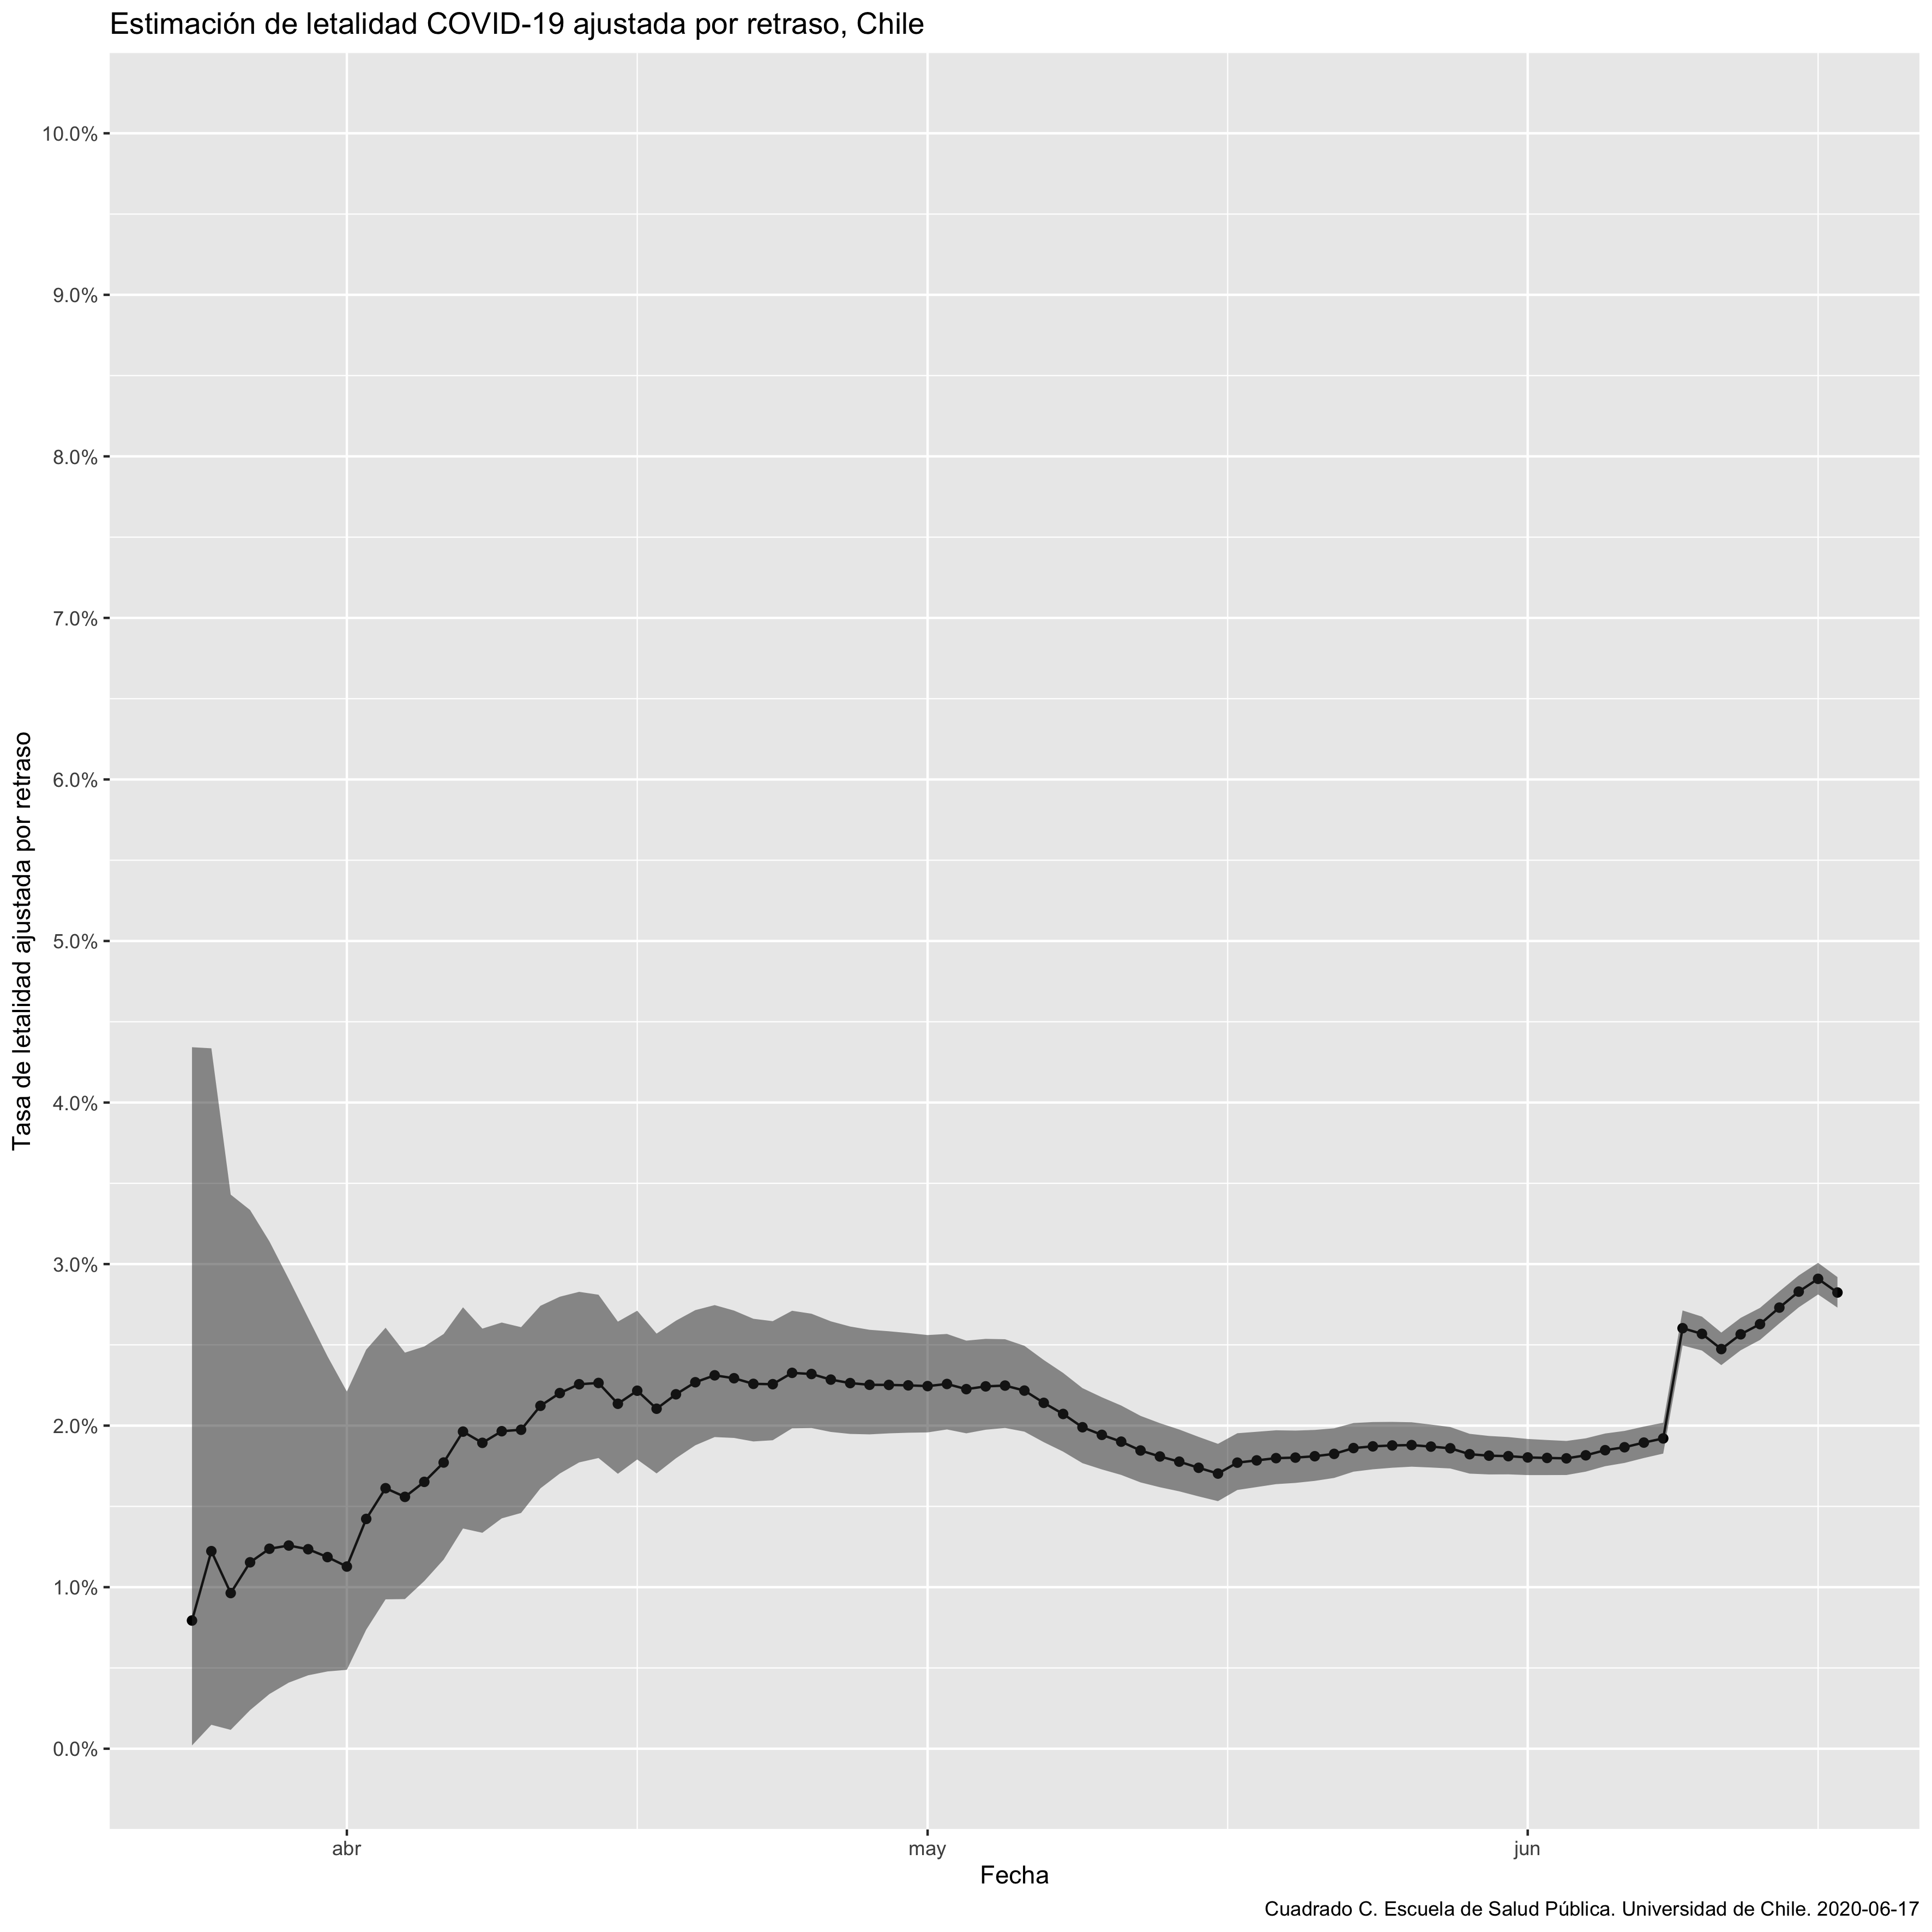 Estimación de letalidad COVID-19 ajustada por retraso, Chile
10.0%
9.0%
8.0%
7.0%
6.0%
5.0%
4.0%
3.0%
2.0%
1.0%
0.0%
Tasa de letalidad ajustada por retraso
abr
may
jun
Fecha
Cuadrado C. Escuela de Salud Pública. Universidad de Chile. 2020-06-17